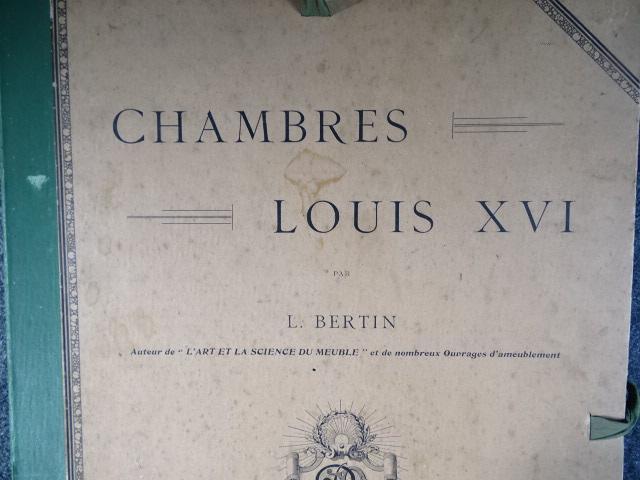 CHAMBRES
LOUIS XVI
PAR
L. BERTIN
Auteur de "L'ART ET LA SCIENCE DU MEUBLE" et de nombreux Ouvrages d'ameublement